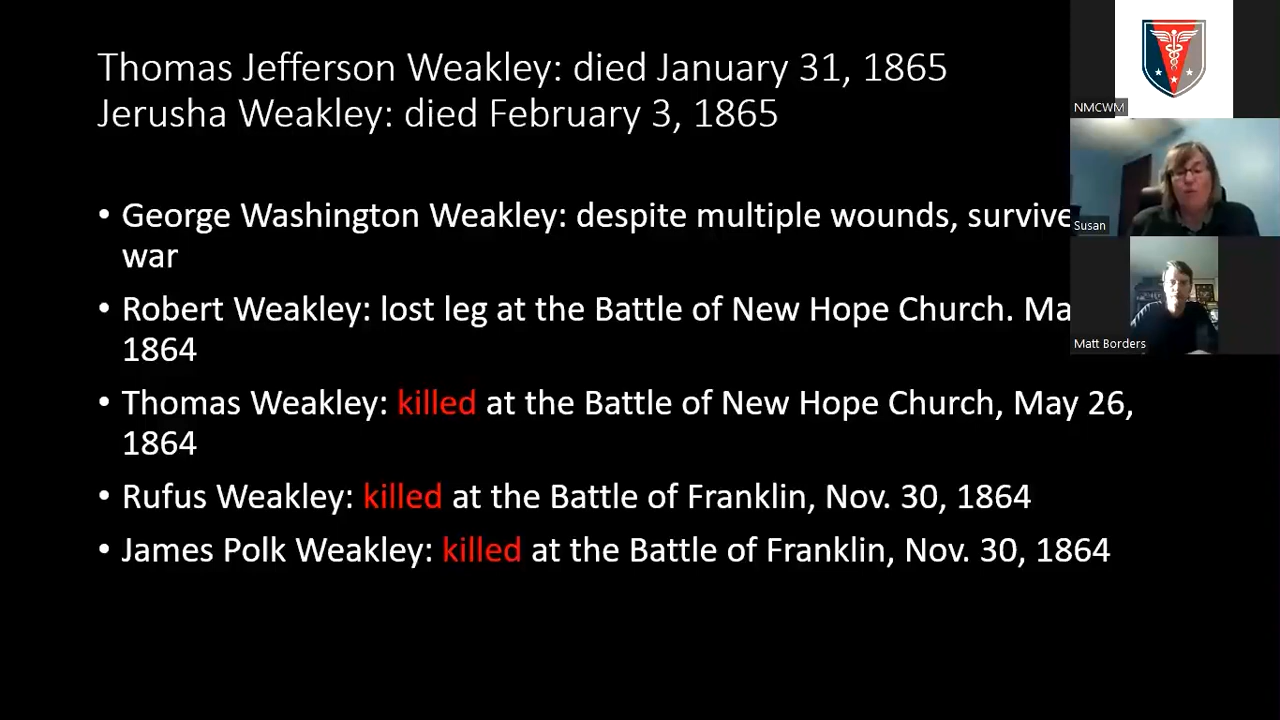 Thomas Jefferson Weakley: died January 31, 1865
Jerusha Weakley: died February 3, 1865
• George Washington Weakley: despite multiple wounds, survive
war
• Robert Weakley: lost leg at the Battle of New Hope Church. Ma
1864
• Thomas Weakley: killed at the Battle of New Hope Church, May 26,
1864
• Rufus Weakley: killed at the Battle of Franklin, Nov. 30, 1864
• James Polk Weakley: killed at the Battle of Franklin, Nov. 30, 1864
NMCWM
Susan
Matt Borders